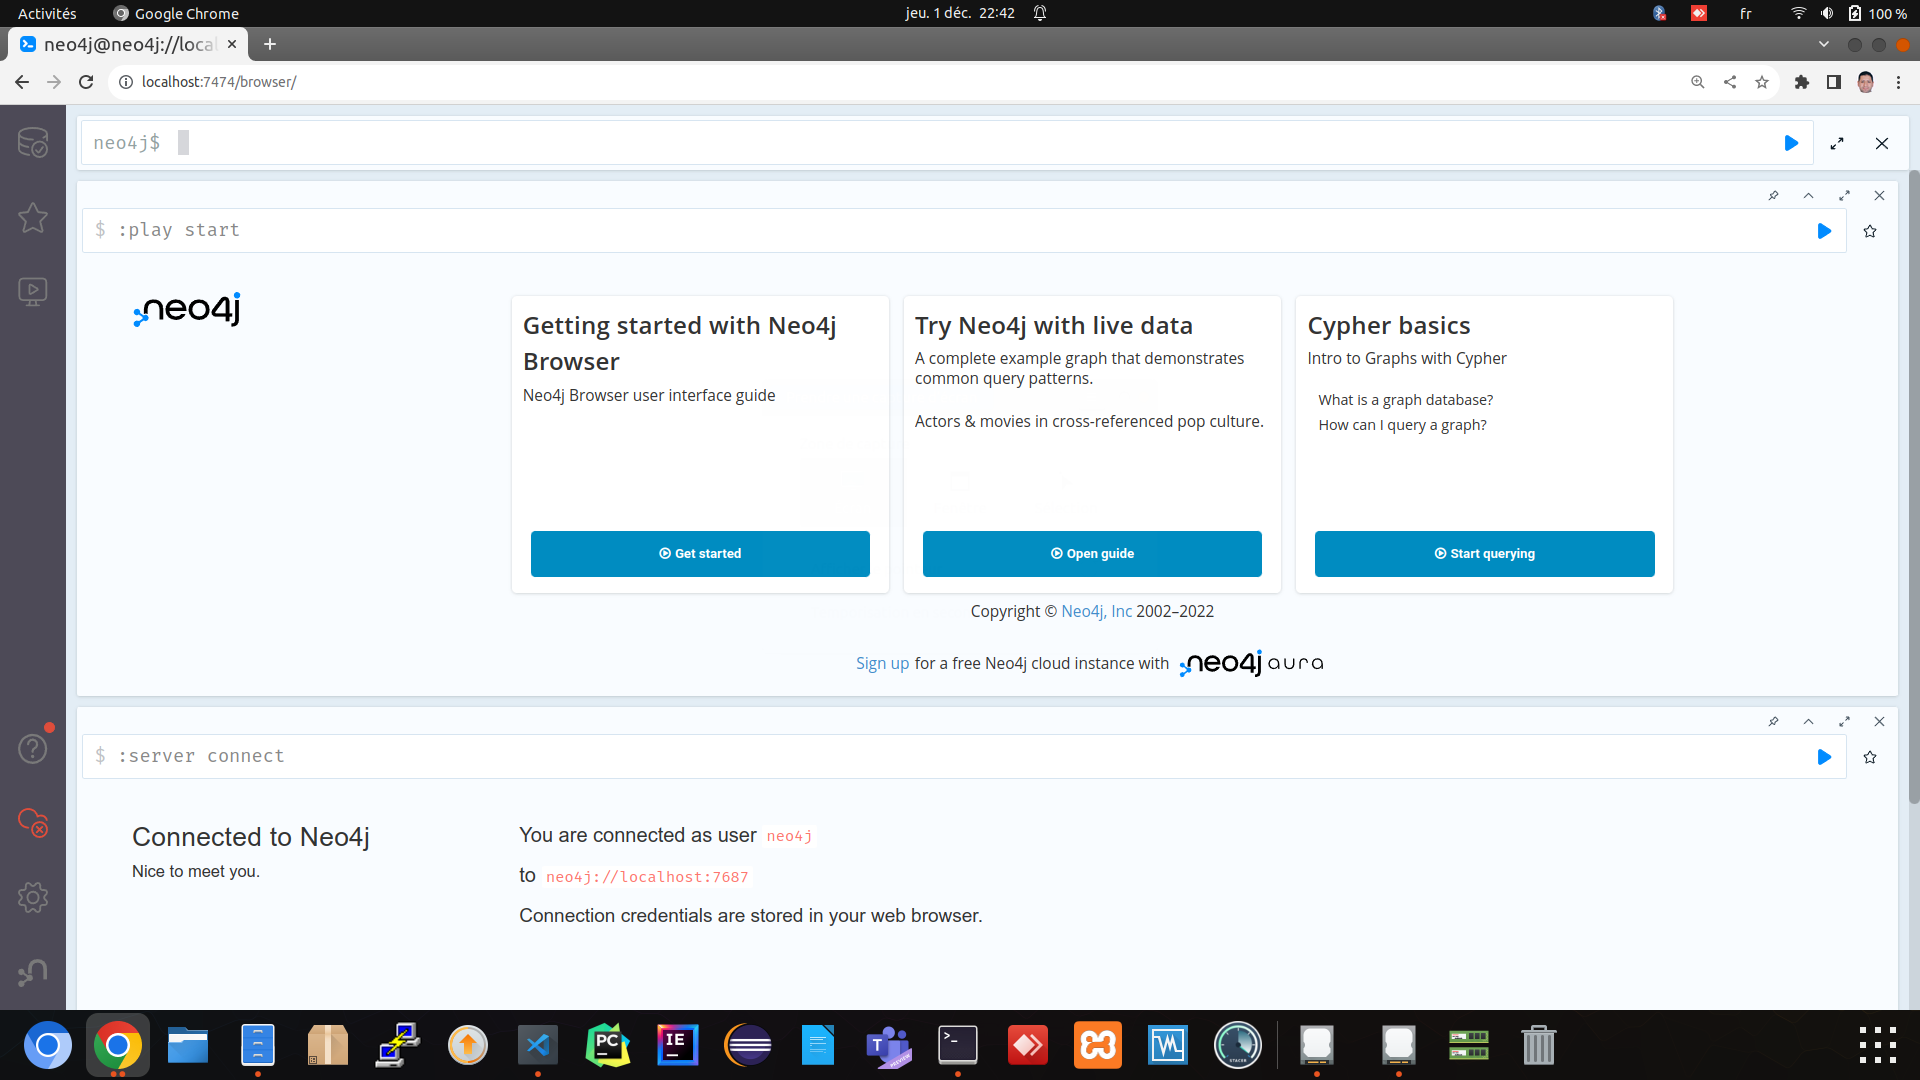 Activités
Google Chrome
jeu. 1 déc. 22:42
fr
100 %
neo4j@neo4j://loca
localhost:7474/browser/
neo4j$
$ :play start
neo4j
Getting started with Neo4j
Browser
Neo4j Browser user interface guide
Get started
Try Neo4j with live data
A complete example graph that demonstrates
common query patterns.
Actors & movies in cross-referenced pop culture.
Open guide
Cypher basics
Intro to Graphs with Cypher
What is a graph database?
How can I query a graph?
Start querying
Copyright © Neo4j, Inc 2002–2022
Sign up for a free Neo4j cloud instance with neo4j aura
$ :server connect
Connected to Neo4j
Nice to meet you.
You are connected as user neo4j
to neo4j://localhost:7687
Connection credentials are stored in your web browser.
PC
IE
T
PREVIEW
>_
STACER